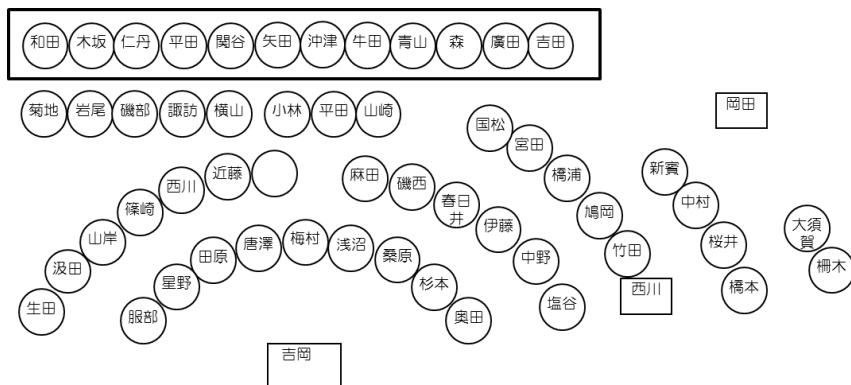 和田 木坂 仁丹 平田 関谷 矢田 沖津 牛田 青山 森 廣田 吉田
菊地 岩尾 磯部 諏訪 横山 小林 平田 山崎
国松 宮田 橋浦 鳩岡 竹田
岡田
新賓 中村 桜井 橋本
大須賀 柵木
生田 汲田 山岸 篠崎 西川 近藤
麻田 磯西 春日井 伊藤 中野 塩谷
服部 星野 田原 唐澤 梅村 浅沼 桑原 杉本 奥田
西川
吉岡